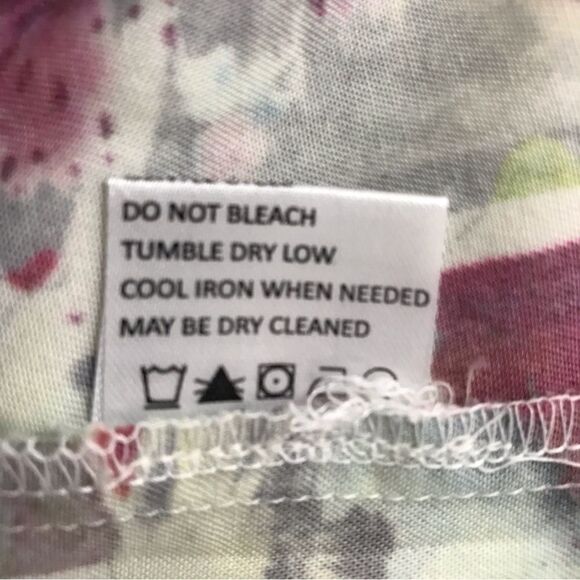 DO NOT BLEACH
TUMBLE DRY LOW
COOL IRON WHEN NEEDED
MAY BE DRY CLEANED